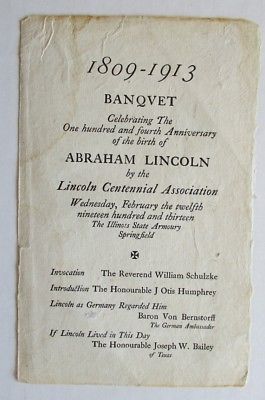 1809-1913
BANQVET
Celebrating The
One hundred and fourth Anniversary
of the birth of
ABRAHAM LINCOLN
by the
Lincoln Centennial Association
Wednesday, February the twelfth
nineteen hundred and thirteen
The Illinois State Armoury
Springfield
Invocation The Reverend William Schulzke
Introduction The Honourable J Otis Humphrey
Lincoln as Germany Regarded Him
Baron Von Bernstorff
The German Ambassador
If Lincoln Lived in This Day
The Honourable Joseph W. Bailey
of Texas